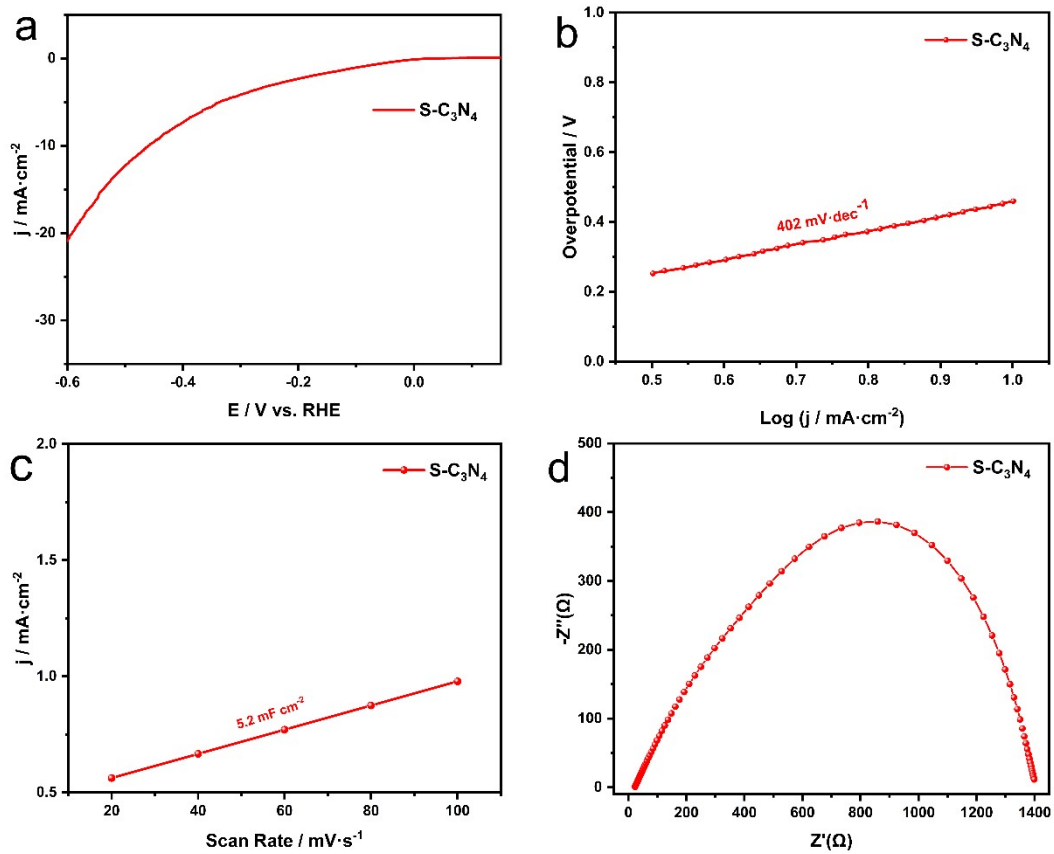 a
0
-10
-20
-30
j / mA·cm⁻²
S-C₃N₄
-0.6
-0.4
-0.2
0.0
E / V vs. RHE
b
1.0
0.8
0.6
0.4
0.2
0.0
Overpotential / V
S-C₃N₄
402 mV·dec⁻¹
0.5
0.6
0.7
0.8
0.9
1.0
Log (j / mA·cm⁻²)
c
2.0
1.5
1.0
0.5
j / mA·cm⁻²
S-C₃N₄
5.2 mF cm⁻²
20
40
60
80
100
Scan Rate / mV·s⁻¹
d
500
400
300
200
100
0
-Z''(Ω)
S-C₃N₄
0
200
400
600
800
1000
1200
1400
Z'(Ω)